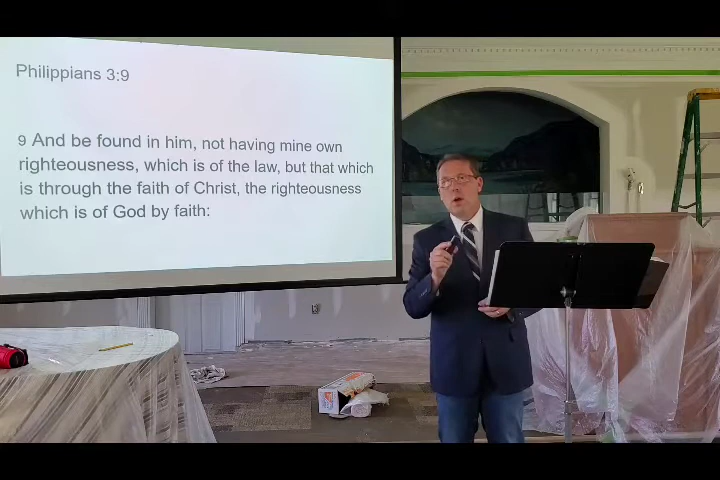 Philippians 3:9
9 And be found in him, not having mine own
righteousness, which is of the law, but that which
is through the faith of Christ, the righteousness
which is of God by faith: